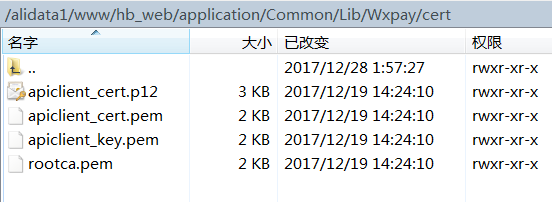 /alidata1/www/hb_web/application/Common/Lib/Wxpay/cert
名字 大小 已改变 权限
.. 2017/12/28 1:57:27 rwxr-xr-x
apiclient_cert.p12 3 KB 2017/12/19 14:24:10 rwxr-xr-x
apiclient_cert.pem 2 KB 2017/12/19 14:24:10 rwxr-xr-x
apiclient_key.pem 2 KB 2017/12/19 14:24:10 rwxr-xr-x
rootca.pem 2 KB 2017/12/19 14:24:10 rwxr-xr-x